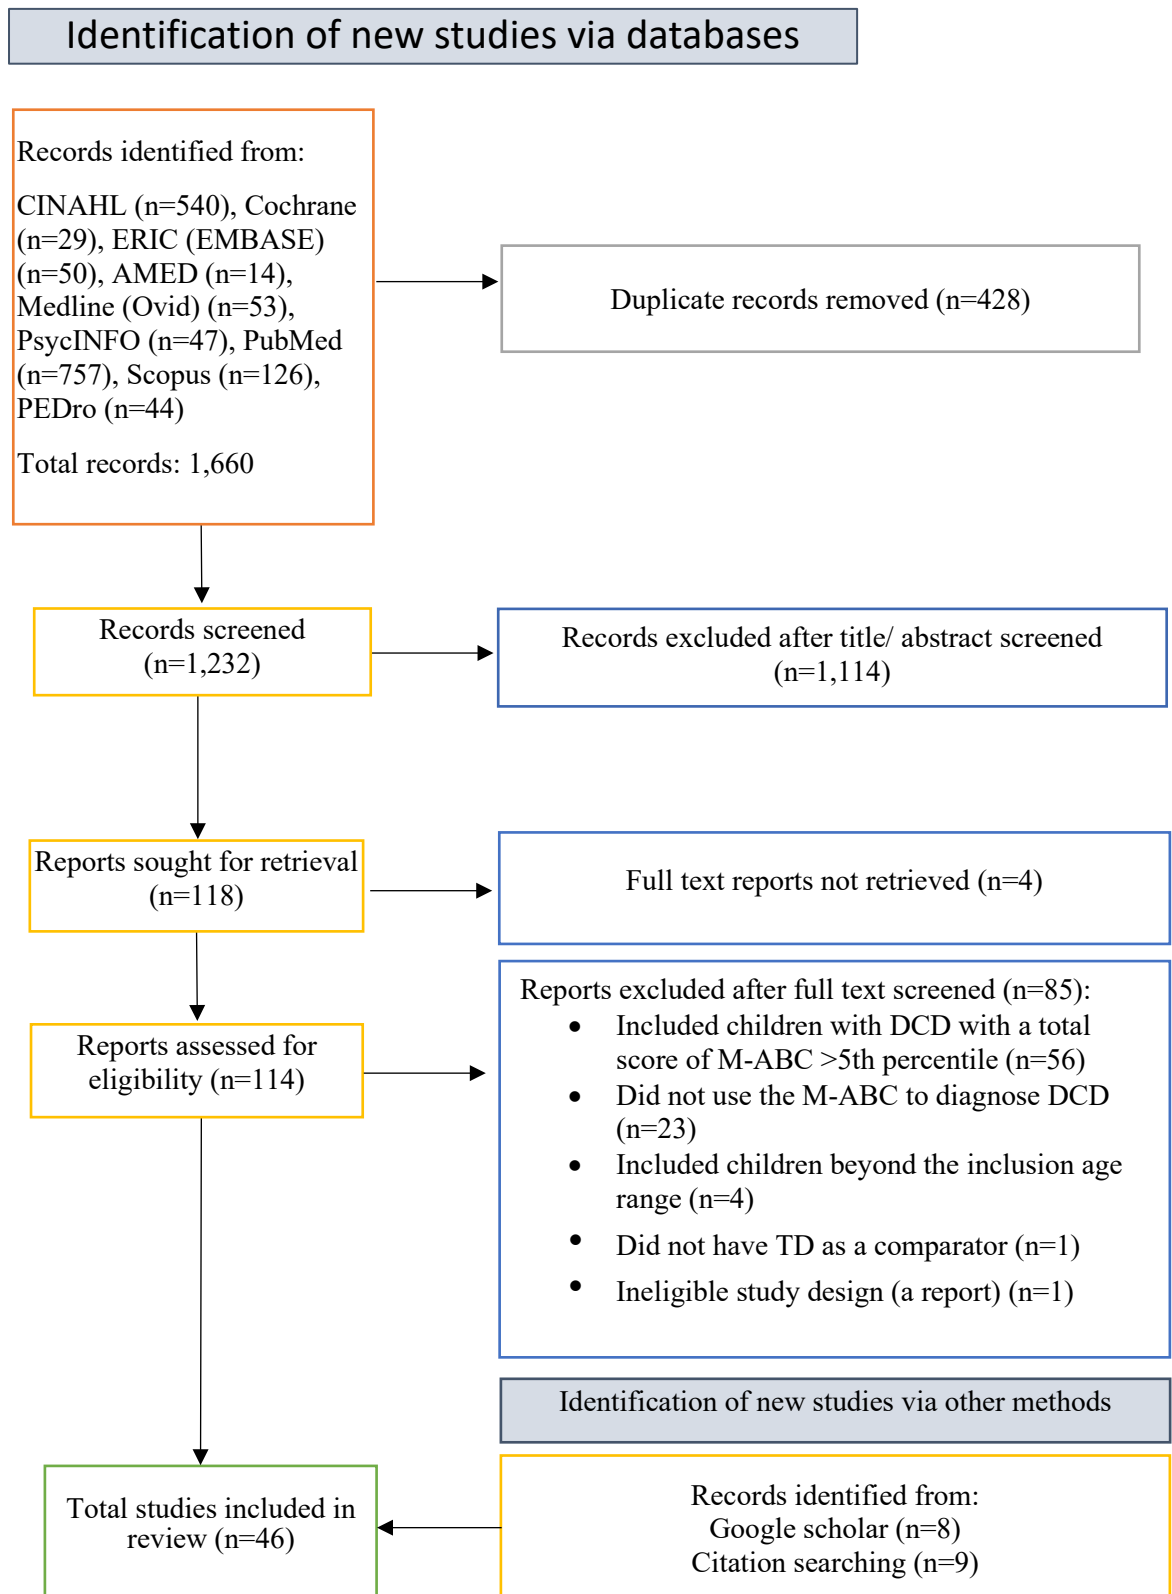 Identification of new studies via databases
Records identified from:
CINAHL (n=540), Cochrane
(n=29), ERIC (EMBASE)
(n=50), AMED (n=14),
Medline (Ovid) (n=53),
PsycINFO (n=47), PubMed
(n=757), Scopus (n=126),
PEDro (n=44)
Total records: 1,660
Duplicate records removed (n=428)
Records screened
(n=1,232)
Records excluded after title/ abstract screened
(n=1,114)
Reports sought for retrieval
(n=118)
Full text reports not retrieved (n=4)
Reports assessed for
eligibility (n=114)
Reports excluded after full text screened (n=85):
• Included children with DCD with a total
score of M-ABC >5th percentile (n=56)
• Did not use the M-ABC to diagnose DCD
(n=23)
• Included children beyond the inclusion age
range (n=4)
• Did not have TD as a comparator (n=1)
• Ineligible study design (a report) (n=1)
Identification of new studies via other methods
Total studies included in
review (n=46)
Records identified from:
Google scholar (n=8)
Citation searching (n=9)